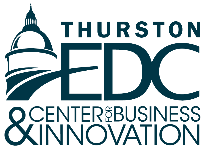 THURSTON
EDC
CENTER FOR BUSINESS
& INNOVATION